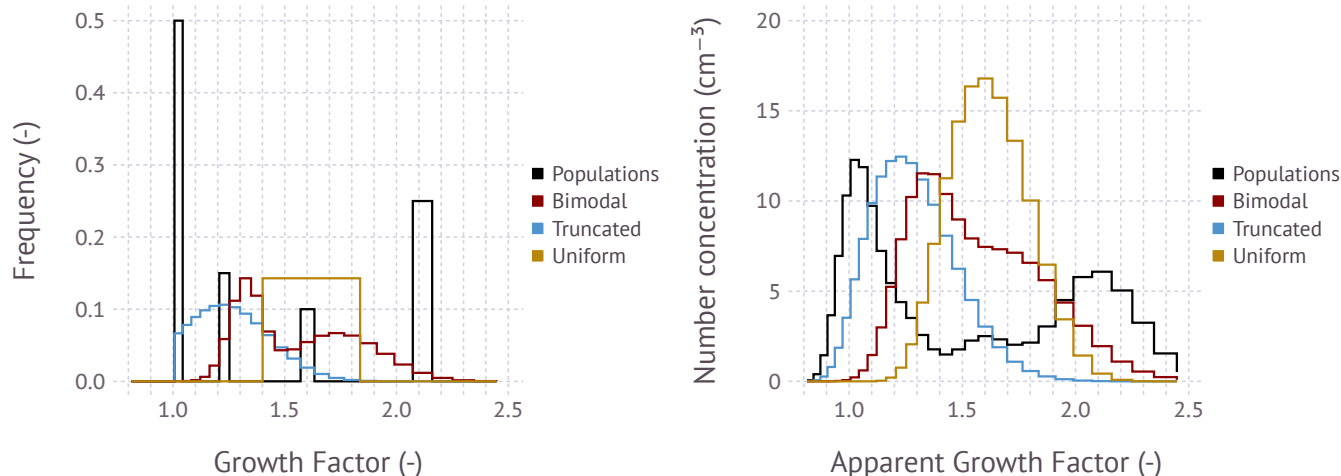 Frequency (-)
0.5
0.4
0.3
0.2
0.1
0.0
1.0 1.5 2.0 2.5
Growth Factor (-)
Populations
Bimodal
Truncated
Uniform
Number concentration (cm⁻³)
20
15
10
5
0
1.0 1.5 2.0 2.5
Apparent Growth Factor (-)
Populations
Bimodal
Truncated
Uniform